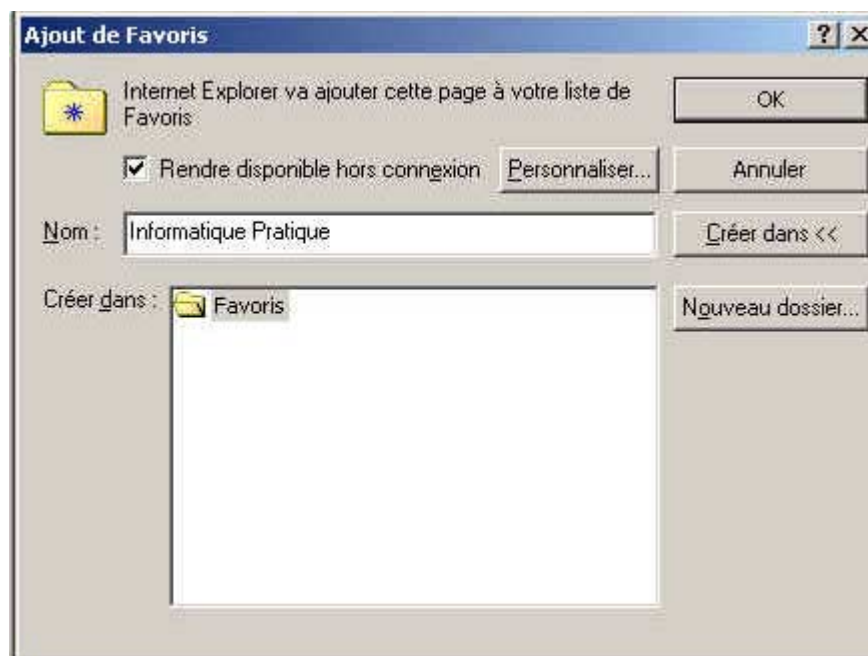 Ajout de Favoris
Internet Explorer va ajouter cette page à votre liste de
Favoris
OK
Rendre disponible hors connexion
Personnaliser...
Annuler
Nom :
Informatique Pratique
Créer dans <<
Créer dans :
Favoris
Nouveau dossier...